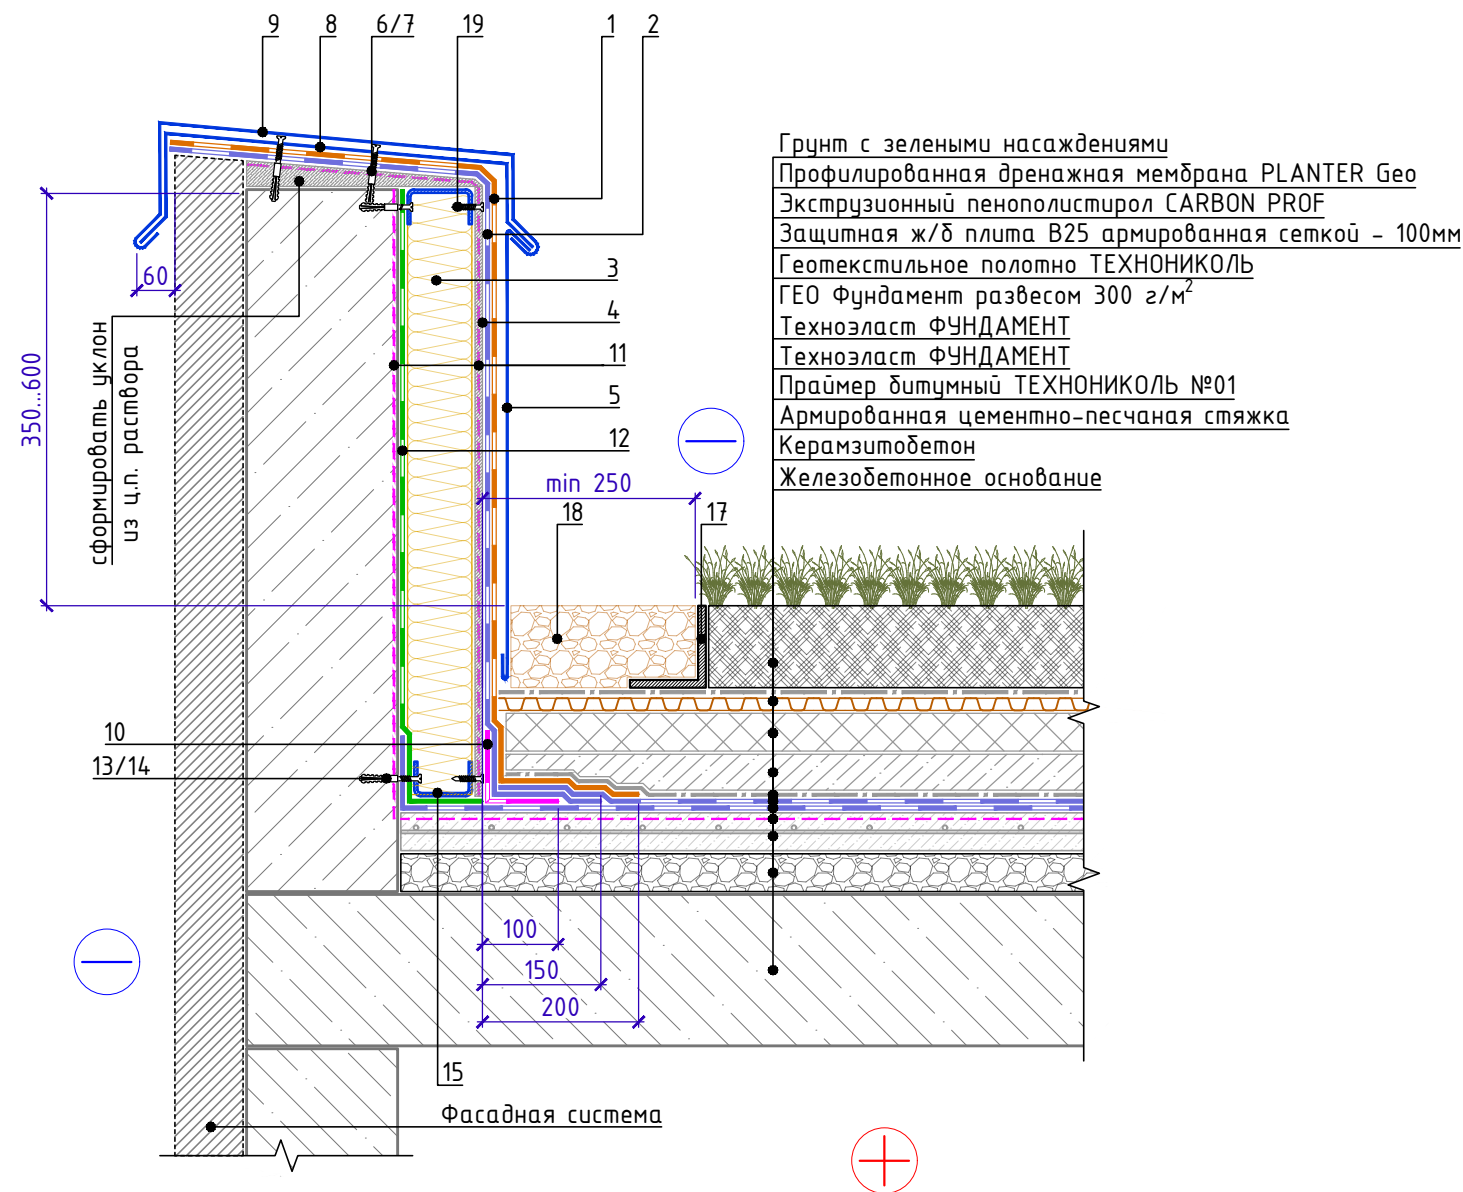 9
8
6/7
19
1
2
Грунт с зелеными насаждениями
Профилированная дренажная мембрана PLANTER Geo
Экструзионный пенополистирол CARBON PROF
Защитная ж/б плита В25 армированная сеткой - 100мм
Геотекстильное полотно ТЕХНОНИКОЛЬ
ГЕО Фундамент развесом 300 г/м²
Техноэласт ФУНДАМЕНТ
Техноэласт ФУНДАМЕНТ
Праймер битумный ТЕХНОНИКОЛЬ №01
Армированная цементно-песчаная стяжка
Керамзитобетон
Железобетонное основание
60
3
4
11
5
12
350...600
сформировать уклон
из ц.п. раствора
min 250
18
17
10
13/14
100
150
200
15
Фасадная система